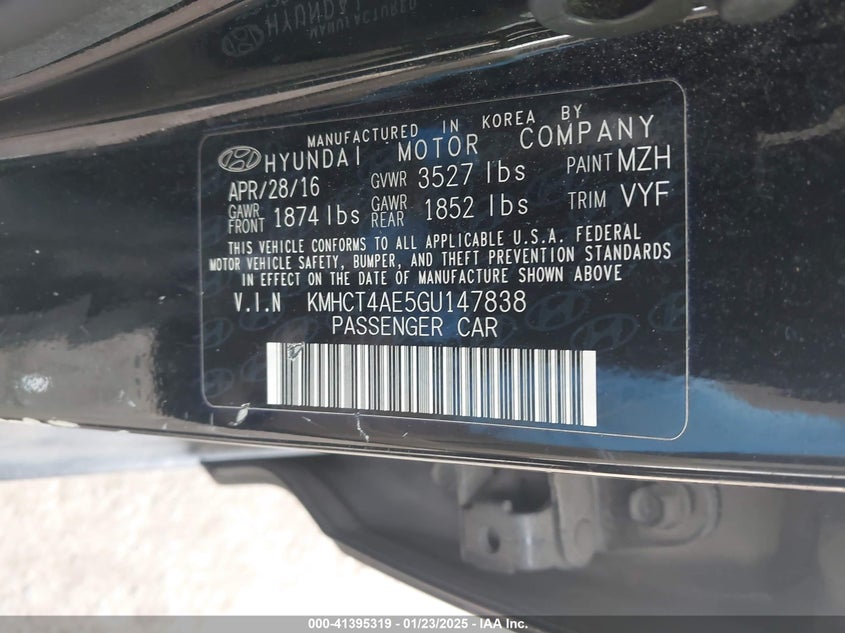 MANUFACTURED IN KOREA BY
HYUNDAI MOTOR COMPANY
APR/28/16 GVWR 3527 lbs PAINT MZH
GAWR FRONT 1874 lbs GAWR REAR 1852 lbs TRIM VYF
THIS VEHICLE CONFORMS TO ALL APPLICABLE U.S.A. FEDERAL
MOTOR VEHICLE SAFETY, BUMPER, AND THEFT PREVENTION STANDARDS
IN EFFECT ON THE DATE OF MANUFACTURE SHOWN ABOVE
V.I.N KMHCT4AE5GU147838
PASSENGER CAR
000-41395319 - 01/23/2025 - IAA Inc.